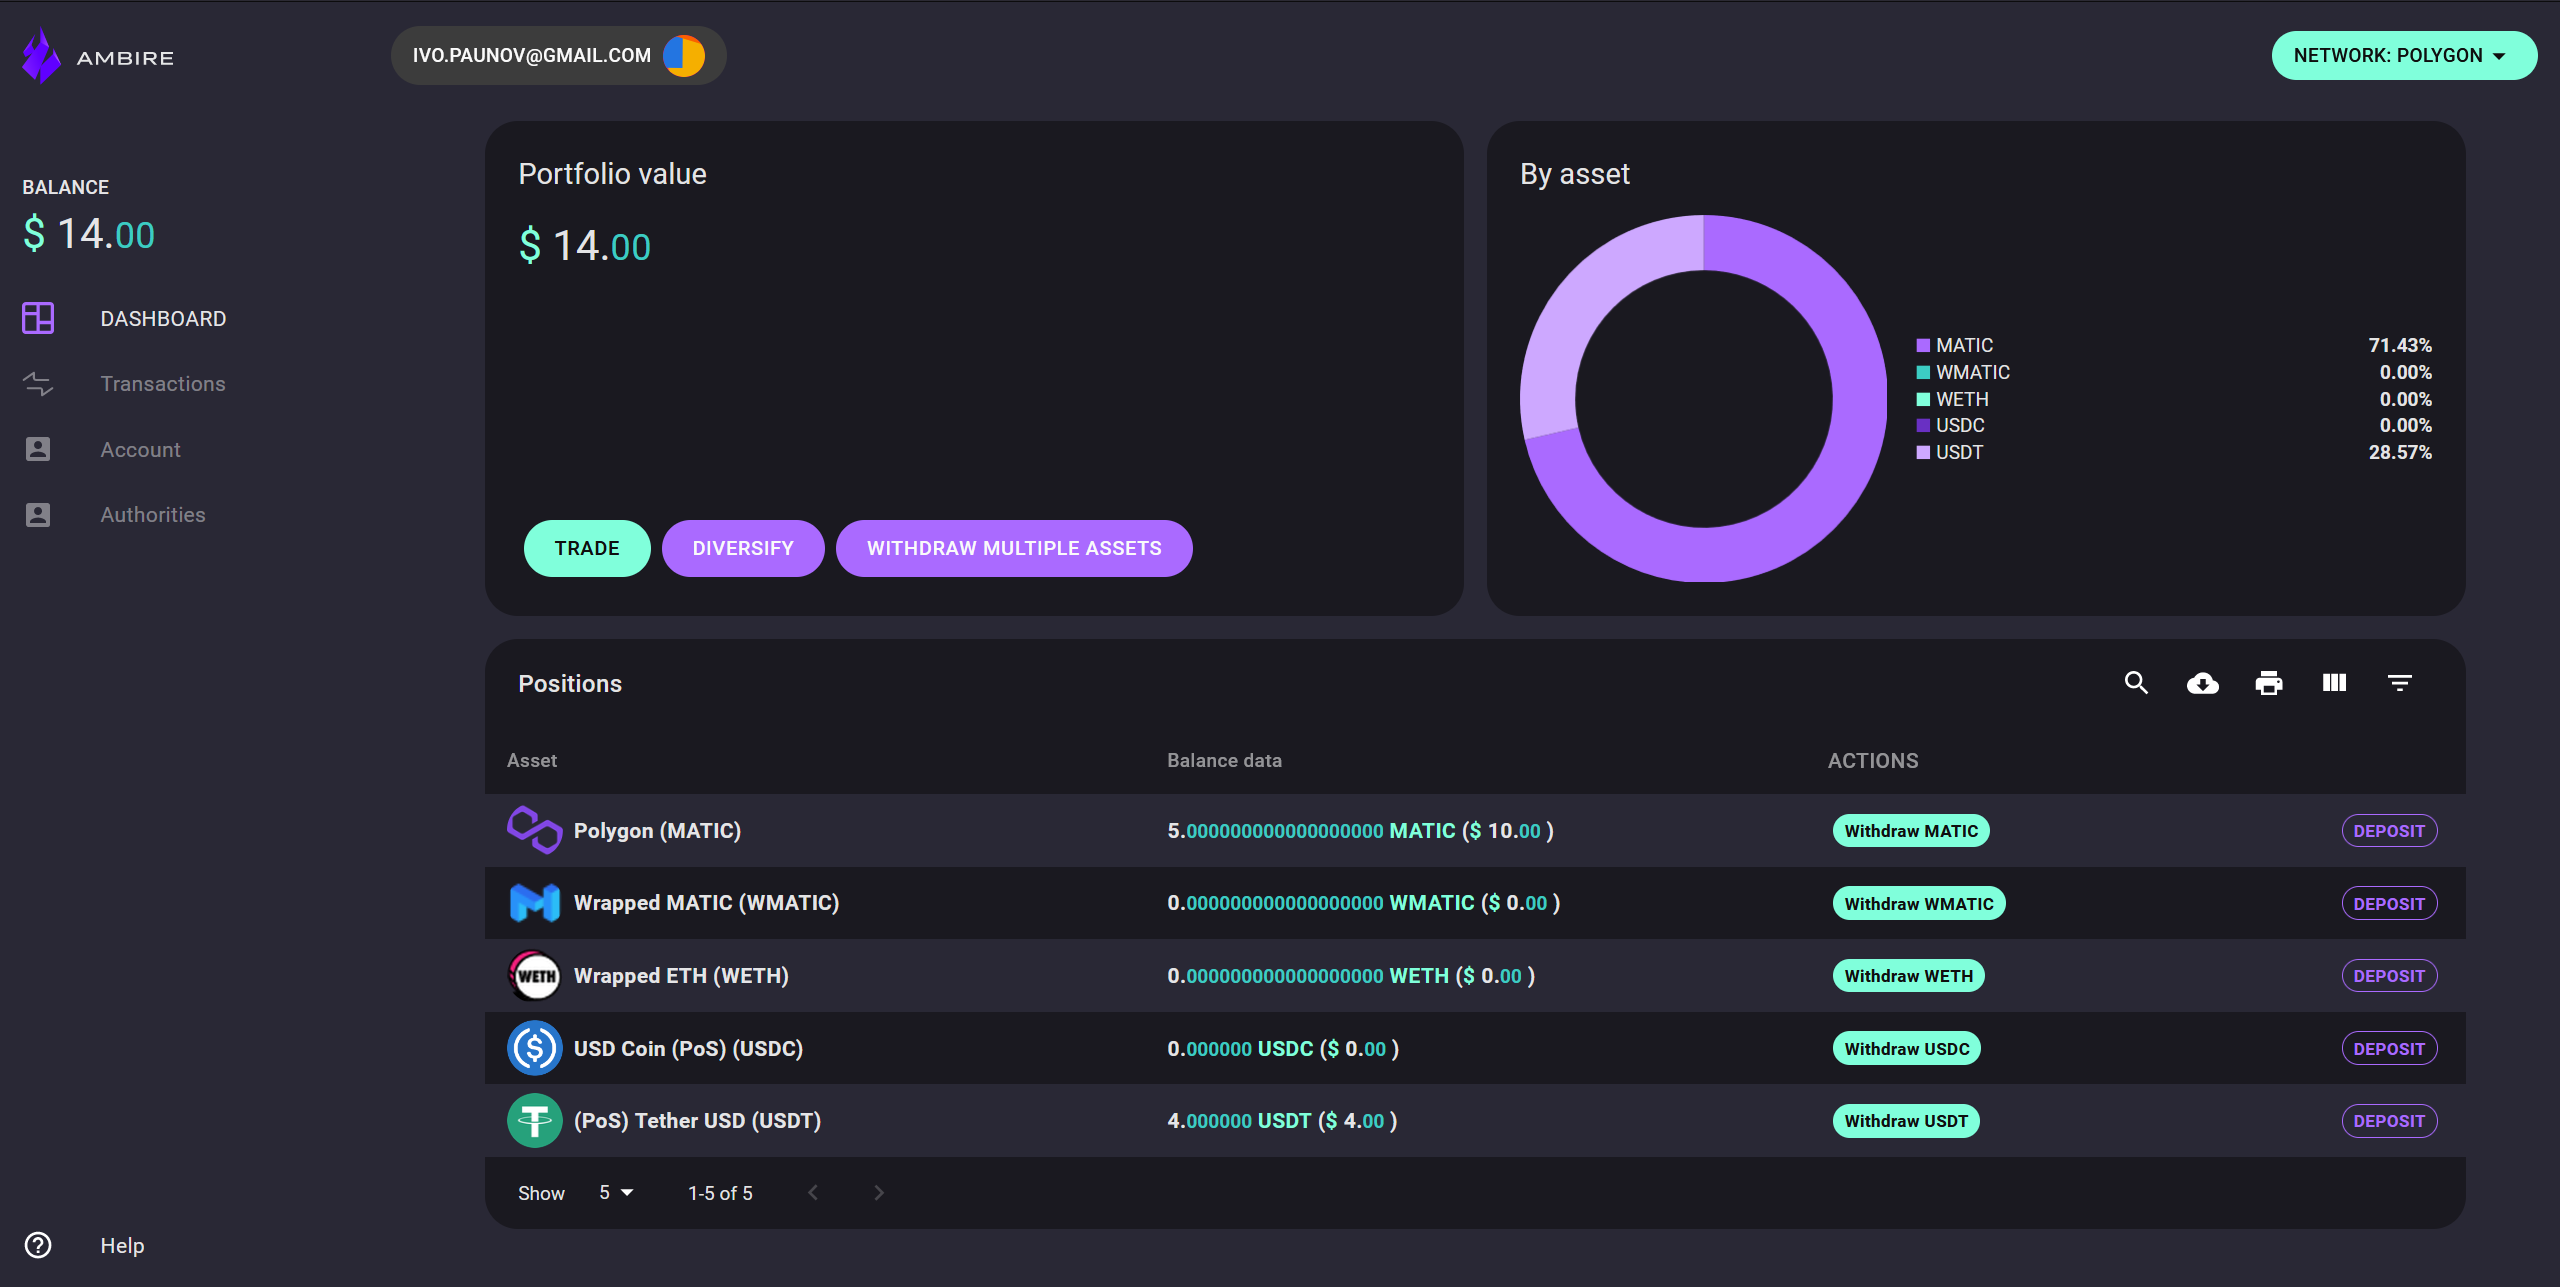 AMBIRE
IVO.PAUNOV@GMAIL.COM
NETWORK: POLYGON
BALANCE
$ 14.00
DASHBOARD
Transactions
Account
Authorities
Help
Portfolio value
$ 14.00
TRADE
DIVERSIFY
WITHDRAW MULTIPLE ASSETS
By asset
MATIC 71.43%
WMATIC 0.00%
WETH 0.00%
USDC 0.00%
USDT 28.57%
Positions
Asset Balance data ACTIONS
Polygon (MATIC) 5.000000000000000000 MATIC ($ 10.00 ) Withdraw MATIC DEPOSIT
Wrapped MATIC (WMATIC) 0.000000000000000000 WMATIC ($ 0.00 ) Withdraw WMATIC DEPOSIT
WETH Wrapped ETH (WETH) 0.000000000000000000 WETH ($ 0.00 ) Withdraw WETH DEPOSIT
USD Coin (PoS) (USDC) 0.000000 USDC ($ 0.00 ) Withdraw USDC DEPOSIT
(PoS) Tether USD (USDT) 4.000000 USDT ($ 4.00 ) Withdraw USDT DEPOSIT
Show 5 1-5 of 5